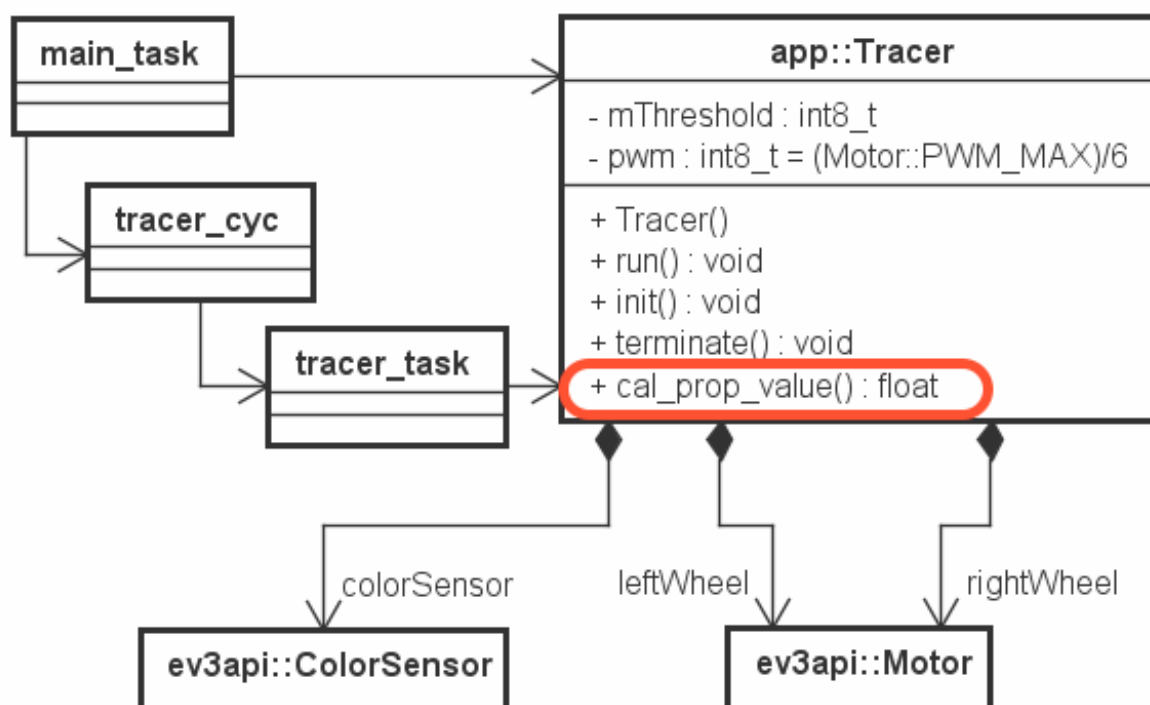 main_task
app::Tracer
- mThreshold : int8_t
- pwm : int8_t = (Motor::PWM_MAX)/6
tracer_cyc
+ Tracer()
+ run() : void
+ init() : void
+ terminate() : void
tracer_task
+ cal_prop_value() : float
colorSensor
leftWheel
rightWheel
ev3api::ColorSensor
ev3api::Motor